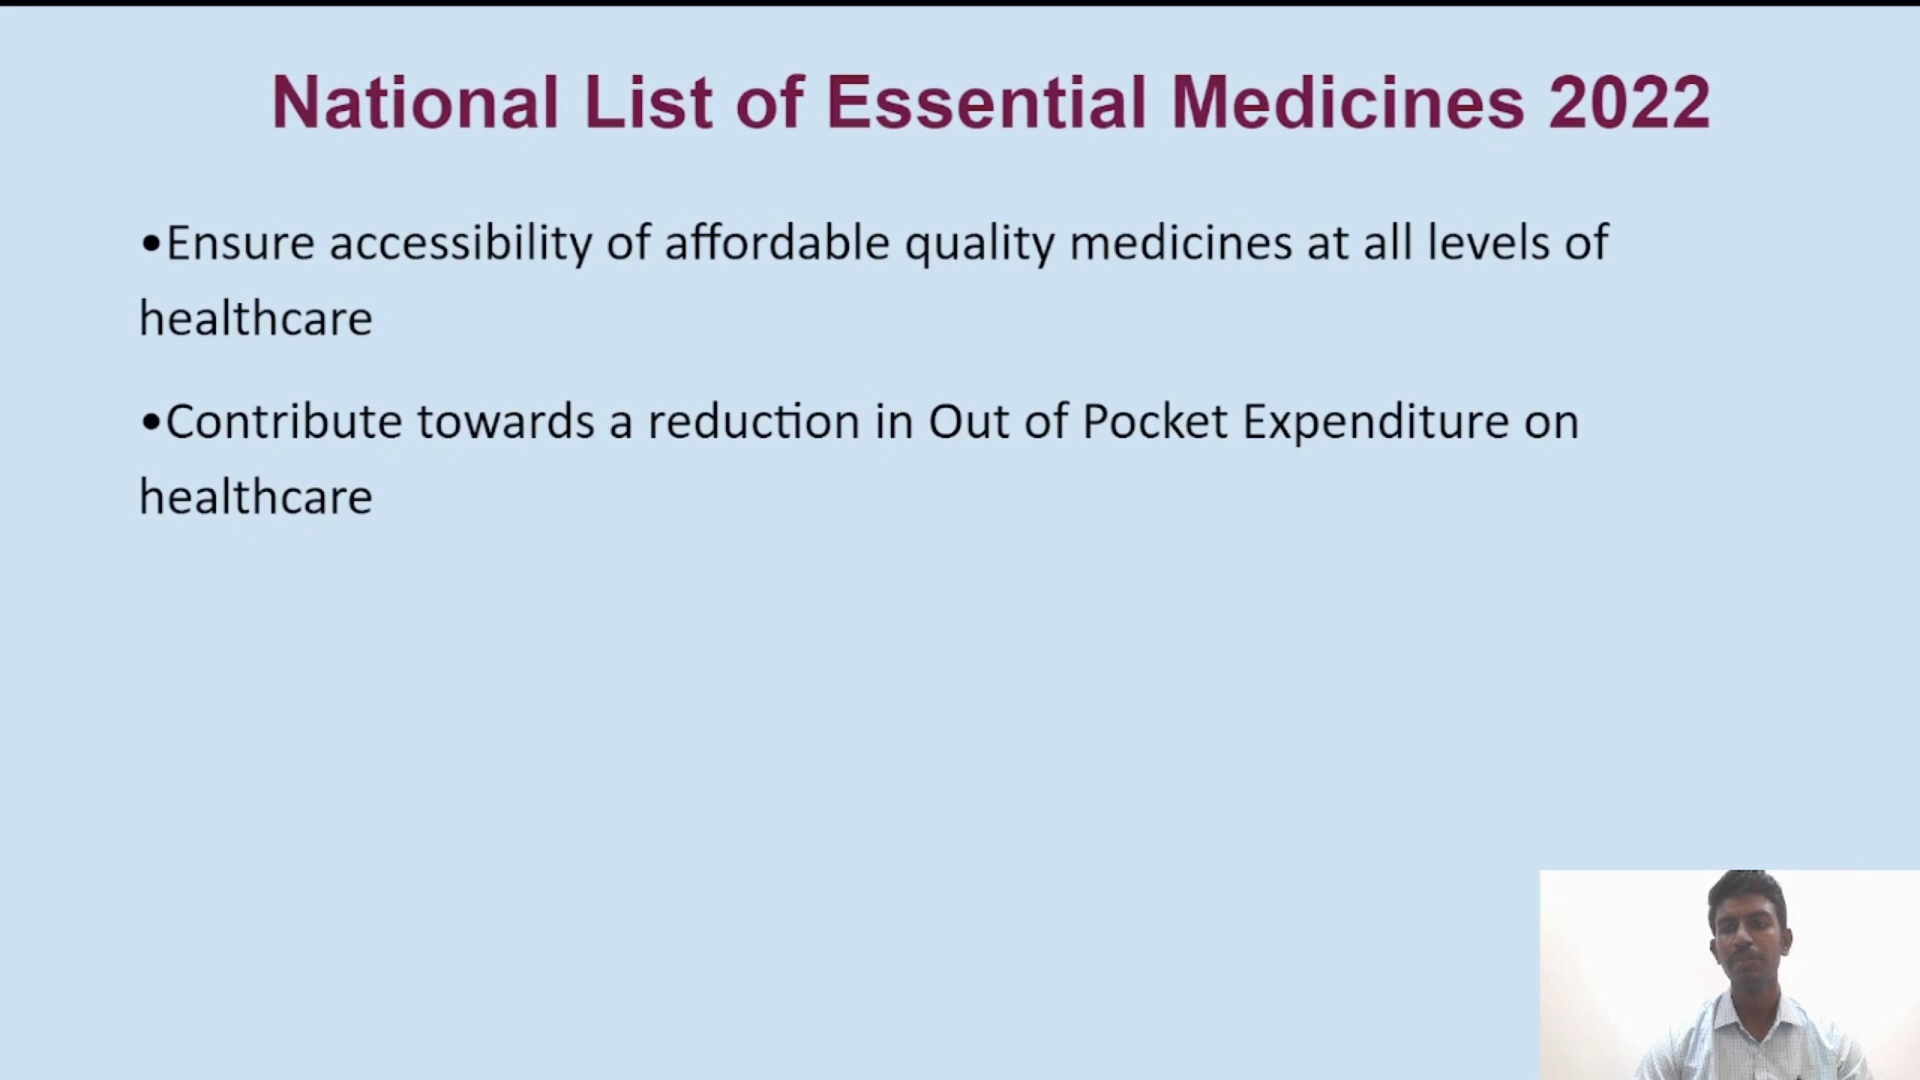 National List of Essential Medicines 2022
•Ensure accessibility of affordable quality medicines at all levels of
healthcare
•Contribute towards a reduction in Out of Pocket Expenditure on
healthcare